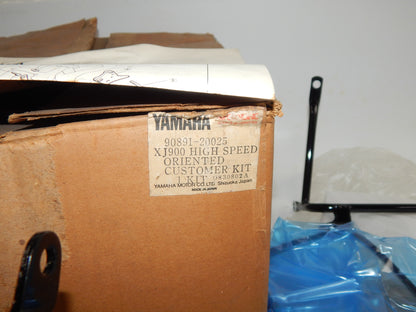 YAMAHA
90891-20025
XJ900 HIGH SPEED
ORIENTED
CUSTOMER KIT
1 KIT 0830802A
YAMAHA MOTOR CO.LTD. Shizuoka Japan
MADE IN JAPAN